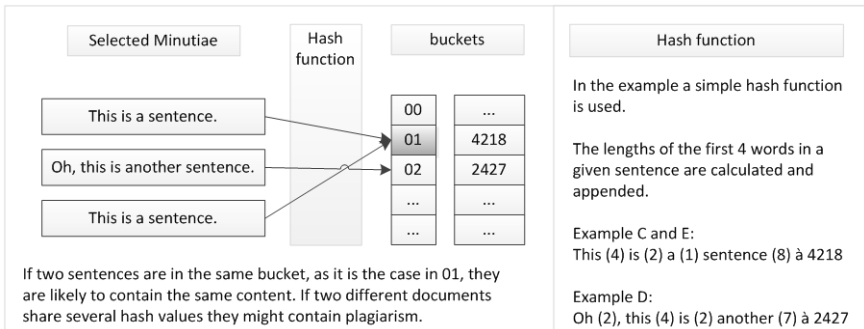 Selected Minutiae
Hash
function
buckets
This is a sentence.
Oh, this is another sentence.
This is a sentence.
00
...
01
4218
02
2427
...
...
...
...
If two sentences are in the same bucket, as it is the case in 01, they
are likely to contain the same content. If two different documents
share several hash values they might contain plagiarism.
Hash function
In the example a simple hash function
is used.
The lengths of the first 4 words in a
given sentence are calculated and
appended.
Example C and E:
This (4) is (2) a (1) sentence (8) à 4218
Example D:
Oh (2), this (4) is (2) another (7) à 2427